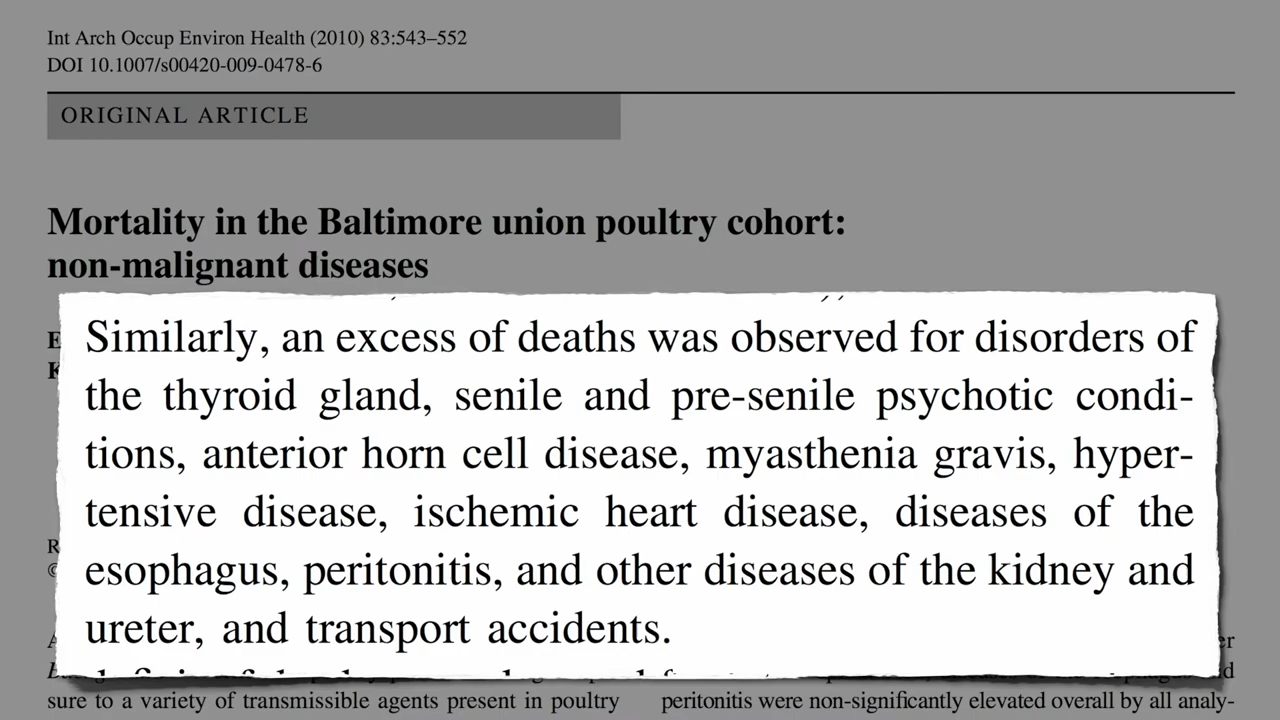 Int Arch Occup Environ Health (2010) 83:543–552
DOI 10.1007/s00420-009-0478-6
ORIGINAL ARTICLE
Mortality in the Baltimore union poultry cohort:
non-malignant diseases
Similarly, an excess of deaths was observed for disorders of
the thyroid gland, senile and pre-senile psychotic condi-
tions, anterior horn cell disease, myasthenia gravis, hyper-
tensive disease, ischemic heart disease, diseases of the
esophagus, peritonitis, and other diseases of the kidney and
ureter, and transport accidents.
sure to a variety of transmissible agents present in poultry
peritonitis were non-significantly elevated overall by all analy-